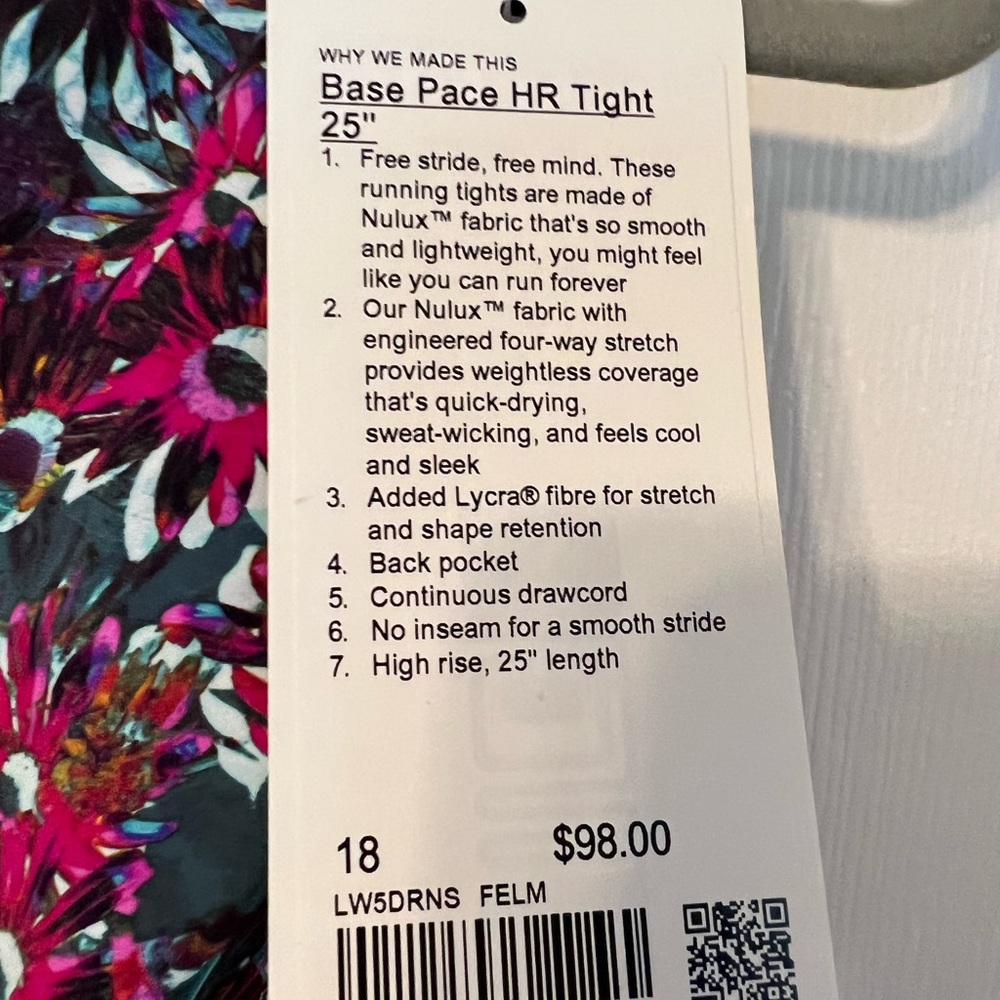 WHY WE MADE THIS
Base Pace HR Tight
25"
1. Free stride, free mind. These
running tights are made of
Nulux™ fabric that's so smooth
and lightweight, you might feel
like you can run forever
2. Our Nulux™ fabric with
engineered four-way stretch
provides weightless coverage
that's quick-drying,
sweat-wicking, and feels cool
and sleek
3. Added Lycra® fibre for stretch
and shape retention
4. Back pocket
5. Continuous drawcord
6. No inseam for a smooth stride
7. High rise, 25" length
18 $98.00
LW5DRNS FELM